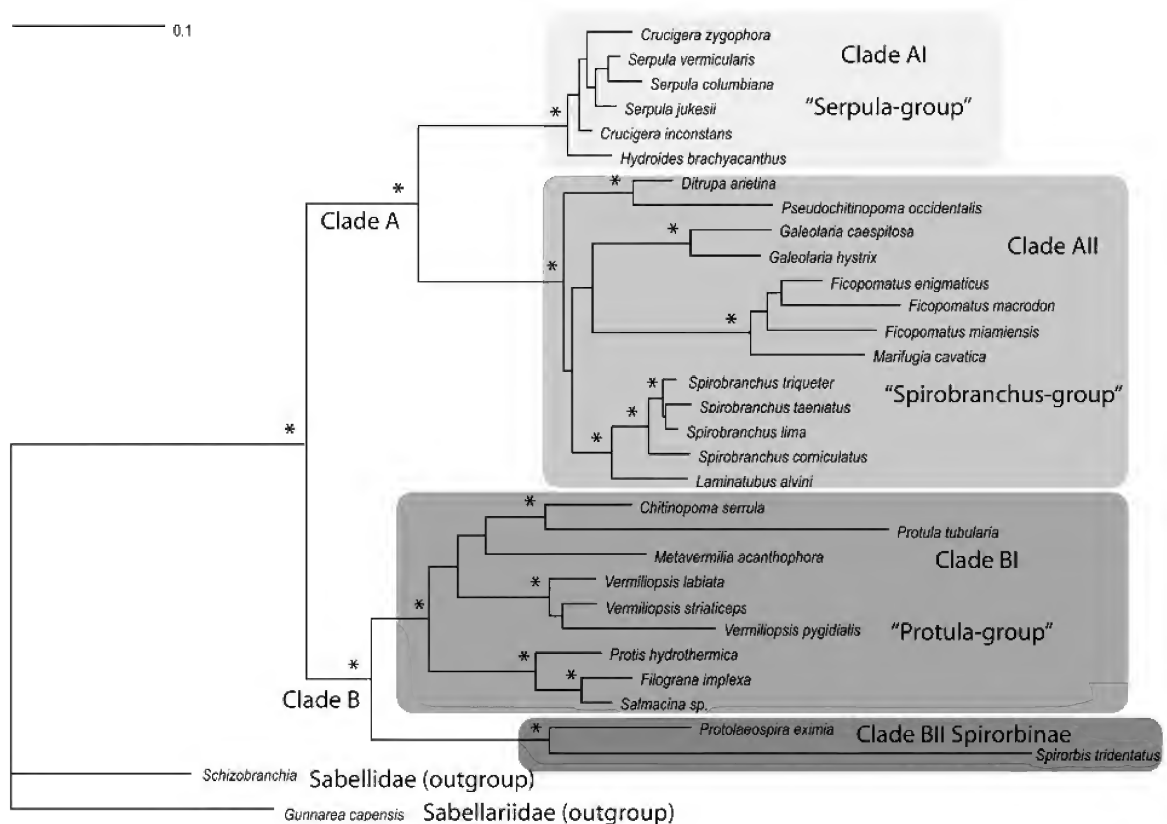 0.1
Crucigera zygophora
Serpula vermicularis
Clade AI
Serpula columbiana
Serpula jukesii
"Serpula-group"
Crucigera inconstans
Hydroides brachyacanthus
*
*
Clade A
*
Ditrupa arietina
Pseudochitinopoma occidentalis
*
Galeolaria caespitosa
Clade AII
Galeolaria hystrix
*
Ficopomatus enigmaticus
Ficopomatus macrodon
*
Ficopomatus miamiensis
Marifugia cavatica
*
Spirobranchus triqueter
"Spirobranchus-group"
*
Spirobranchus taeniatus
*
Spirobranchus lima
*
Spirobranchus corniculatus
Laminatubus alvini
*
Chitinopoma serrula
Protula tubularia
Metavermilia acanthophora
Clade BI
*
Vermiliopsis labiata
*
Vermiliopsis striaticeps
Vermiliopsis pygidialis
"Protula-group"
*
Protis hydrothermica
*
Filograna implexa
*
Clade B
Salmacina sp.
*
Protolaeospira eximia
Clade BII Spirorbinae
Spirorbis tridentatus
Schizobranchia Sabellidae (outgroup)
Gunnarea capensis Sabellariidae (outgroup)